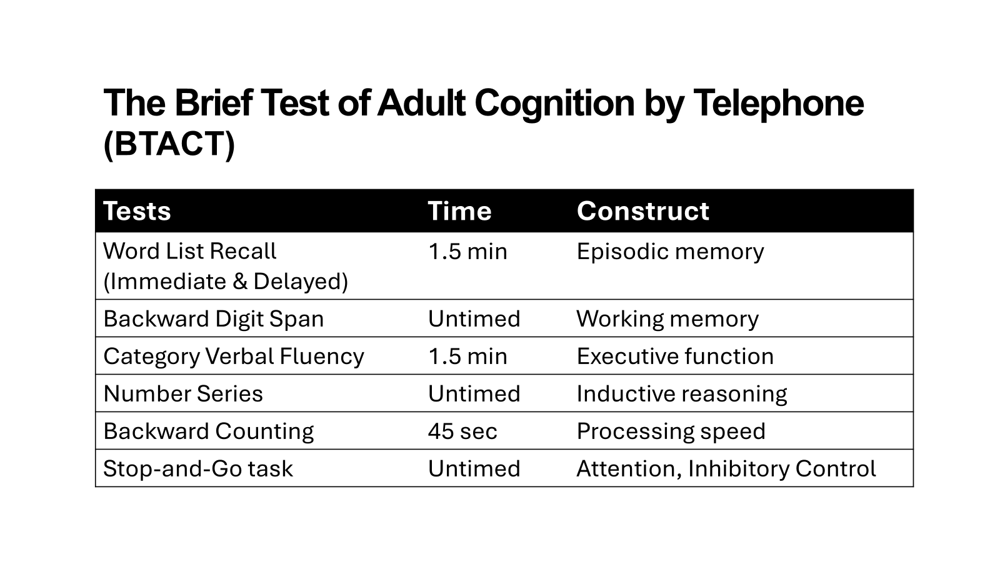 The Brief Test of Adult Cognition by Telephone
(BTACT)
Tests Time Construct
Word List Recall 1.5 min Episodic memory
(Immediate & Delayed)
Backward Digit Span Untimed Working memory
Category Verbal Fluency 1.5 min Executive function
Number Series Untimed Inductive reasoning
Backward Counting 45 sec Processing speed
Stop-and-Go task Untimed Attention, Inhibitory Control